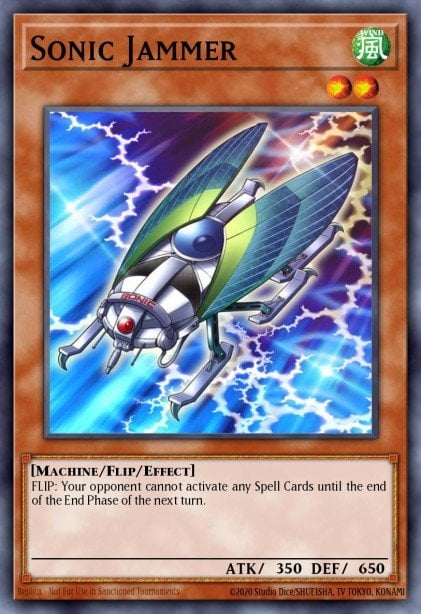 Sonic Jammer
WIND
風
SONIC
[Machine/Flip/Effect]
FLIP: Your opponent cannot activate any Spell Cards until the end
of the End Phase of the next turn.
ATK/ 350 DEF/ 650
Replica - Not For Use in Sanctioned Tournaments
©2020 Studio Dice/SHUEISHA, TV TOKYO, KONAMI